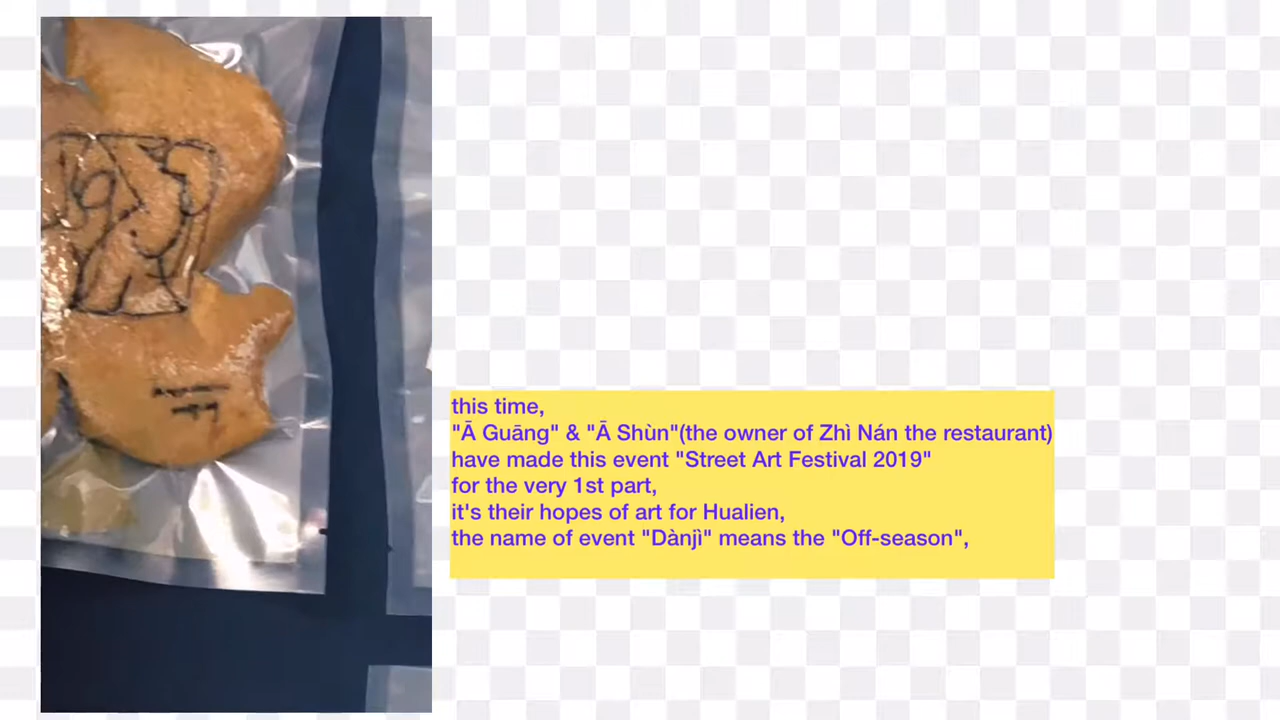 this time,
"Ā Guāng" & "Ā Shùn"(the owner of Zhì Nán the restaurant)
have made this event "Street Art Festival 2019"
for the very 1st part,
it's their hopes of art for Hualien,
the name of event "Dànjì" means the "Off-season",